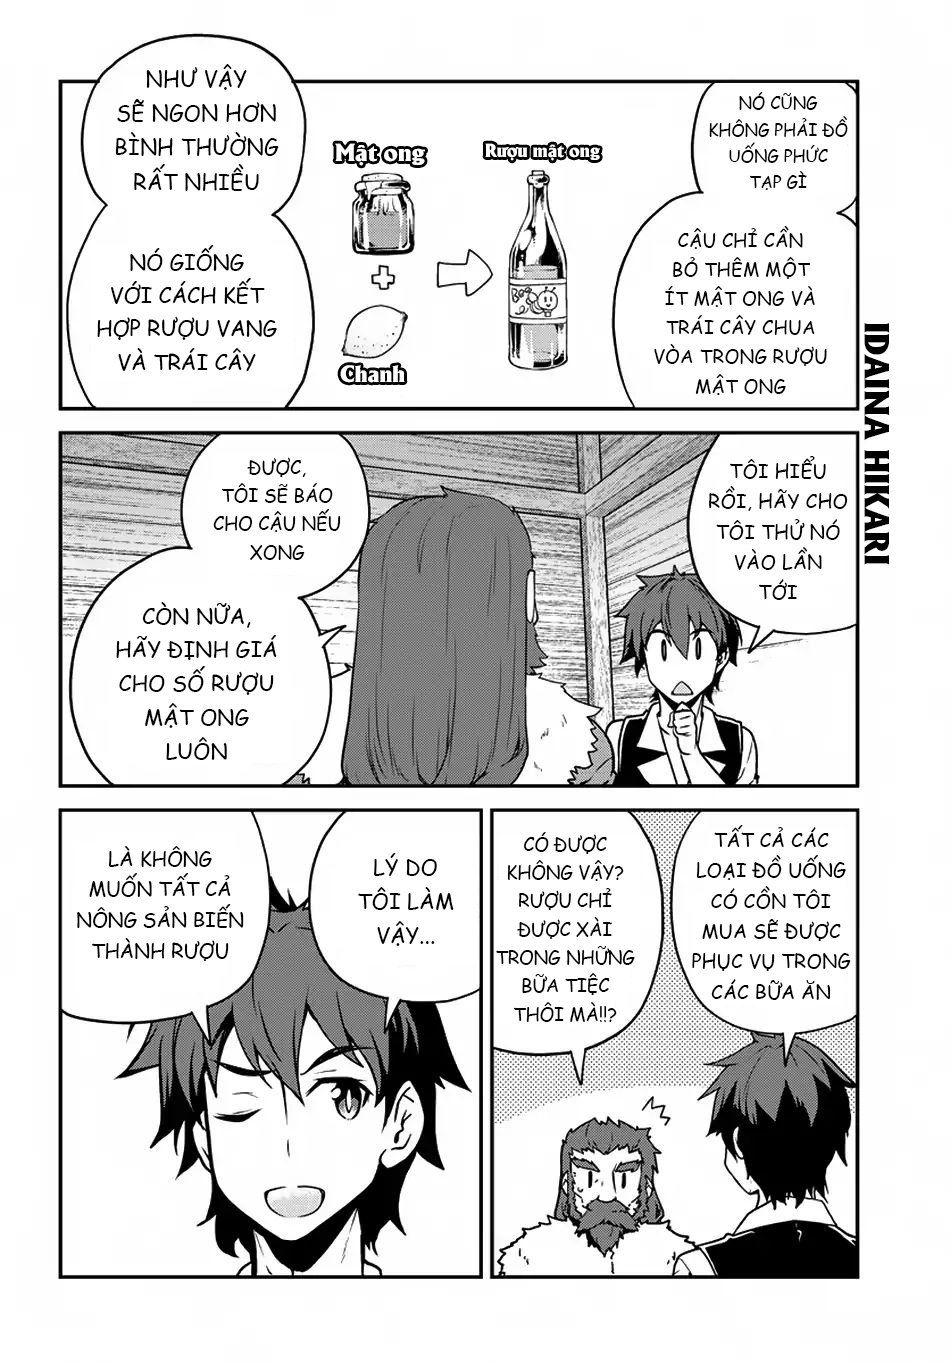 NÓ CŨNG
KHÔNG PHẢI ĐỒ
UỐNG PHỨC
TẠP GÌ
CẬU CHỈ CẦN
BỎ THÊM MỘT
ÍT MẬT ONG VÀ
TRÁI CÂY CHUA
VÒA TRONG RƯỢU
MẬT ONG
Mật ong
Rượu mật ong
Bee
Chanh
NHƯ VẬY
SẼ NGON HƠN
BÌNH THƯỜNG
RẤT NHIỀU
NÓ GIỐNG
VỚI CÁCH KẾT
HỢP RƯỢU VANG
VÀ TRÁI CÂY
IDAINA HIKARI
TÔI HIỂU
RỒI, HÃY CHO
TÔI THỬ NÓ
VÀO LẦN
TỚI
ĐƯỢC,
TÔI SẼ BÁO
CHO CẬU NẾU
XONG
CÒN NỮA,
HÃY ĐỊNH GIÁ
CHO SỐ RƯỢU
MẬT ONG
LUÔN
TẤT CẢ CÁC
LOẠI ĐỒ UỐNG
CÓ CỒN TÔI
MUA SẼ ĐƯỢC
PHỤC VỤ TRONG
CÁC BỮA ĂN
CÓ ĐƯỢC
KHÔNG VẬY?
RƯỢU CHỈ
ĐƯỢC XÀI
TRONG NHỮNG
BỮA TIỆC
THÔI MÀ!!?
LÝ DO
TÔI LÀM
VẬY...
LÀ KHÔNG
MUỐN TẤT CẢ
NÔNG SẢN BIẾN
THÀNH RƯỢU